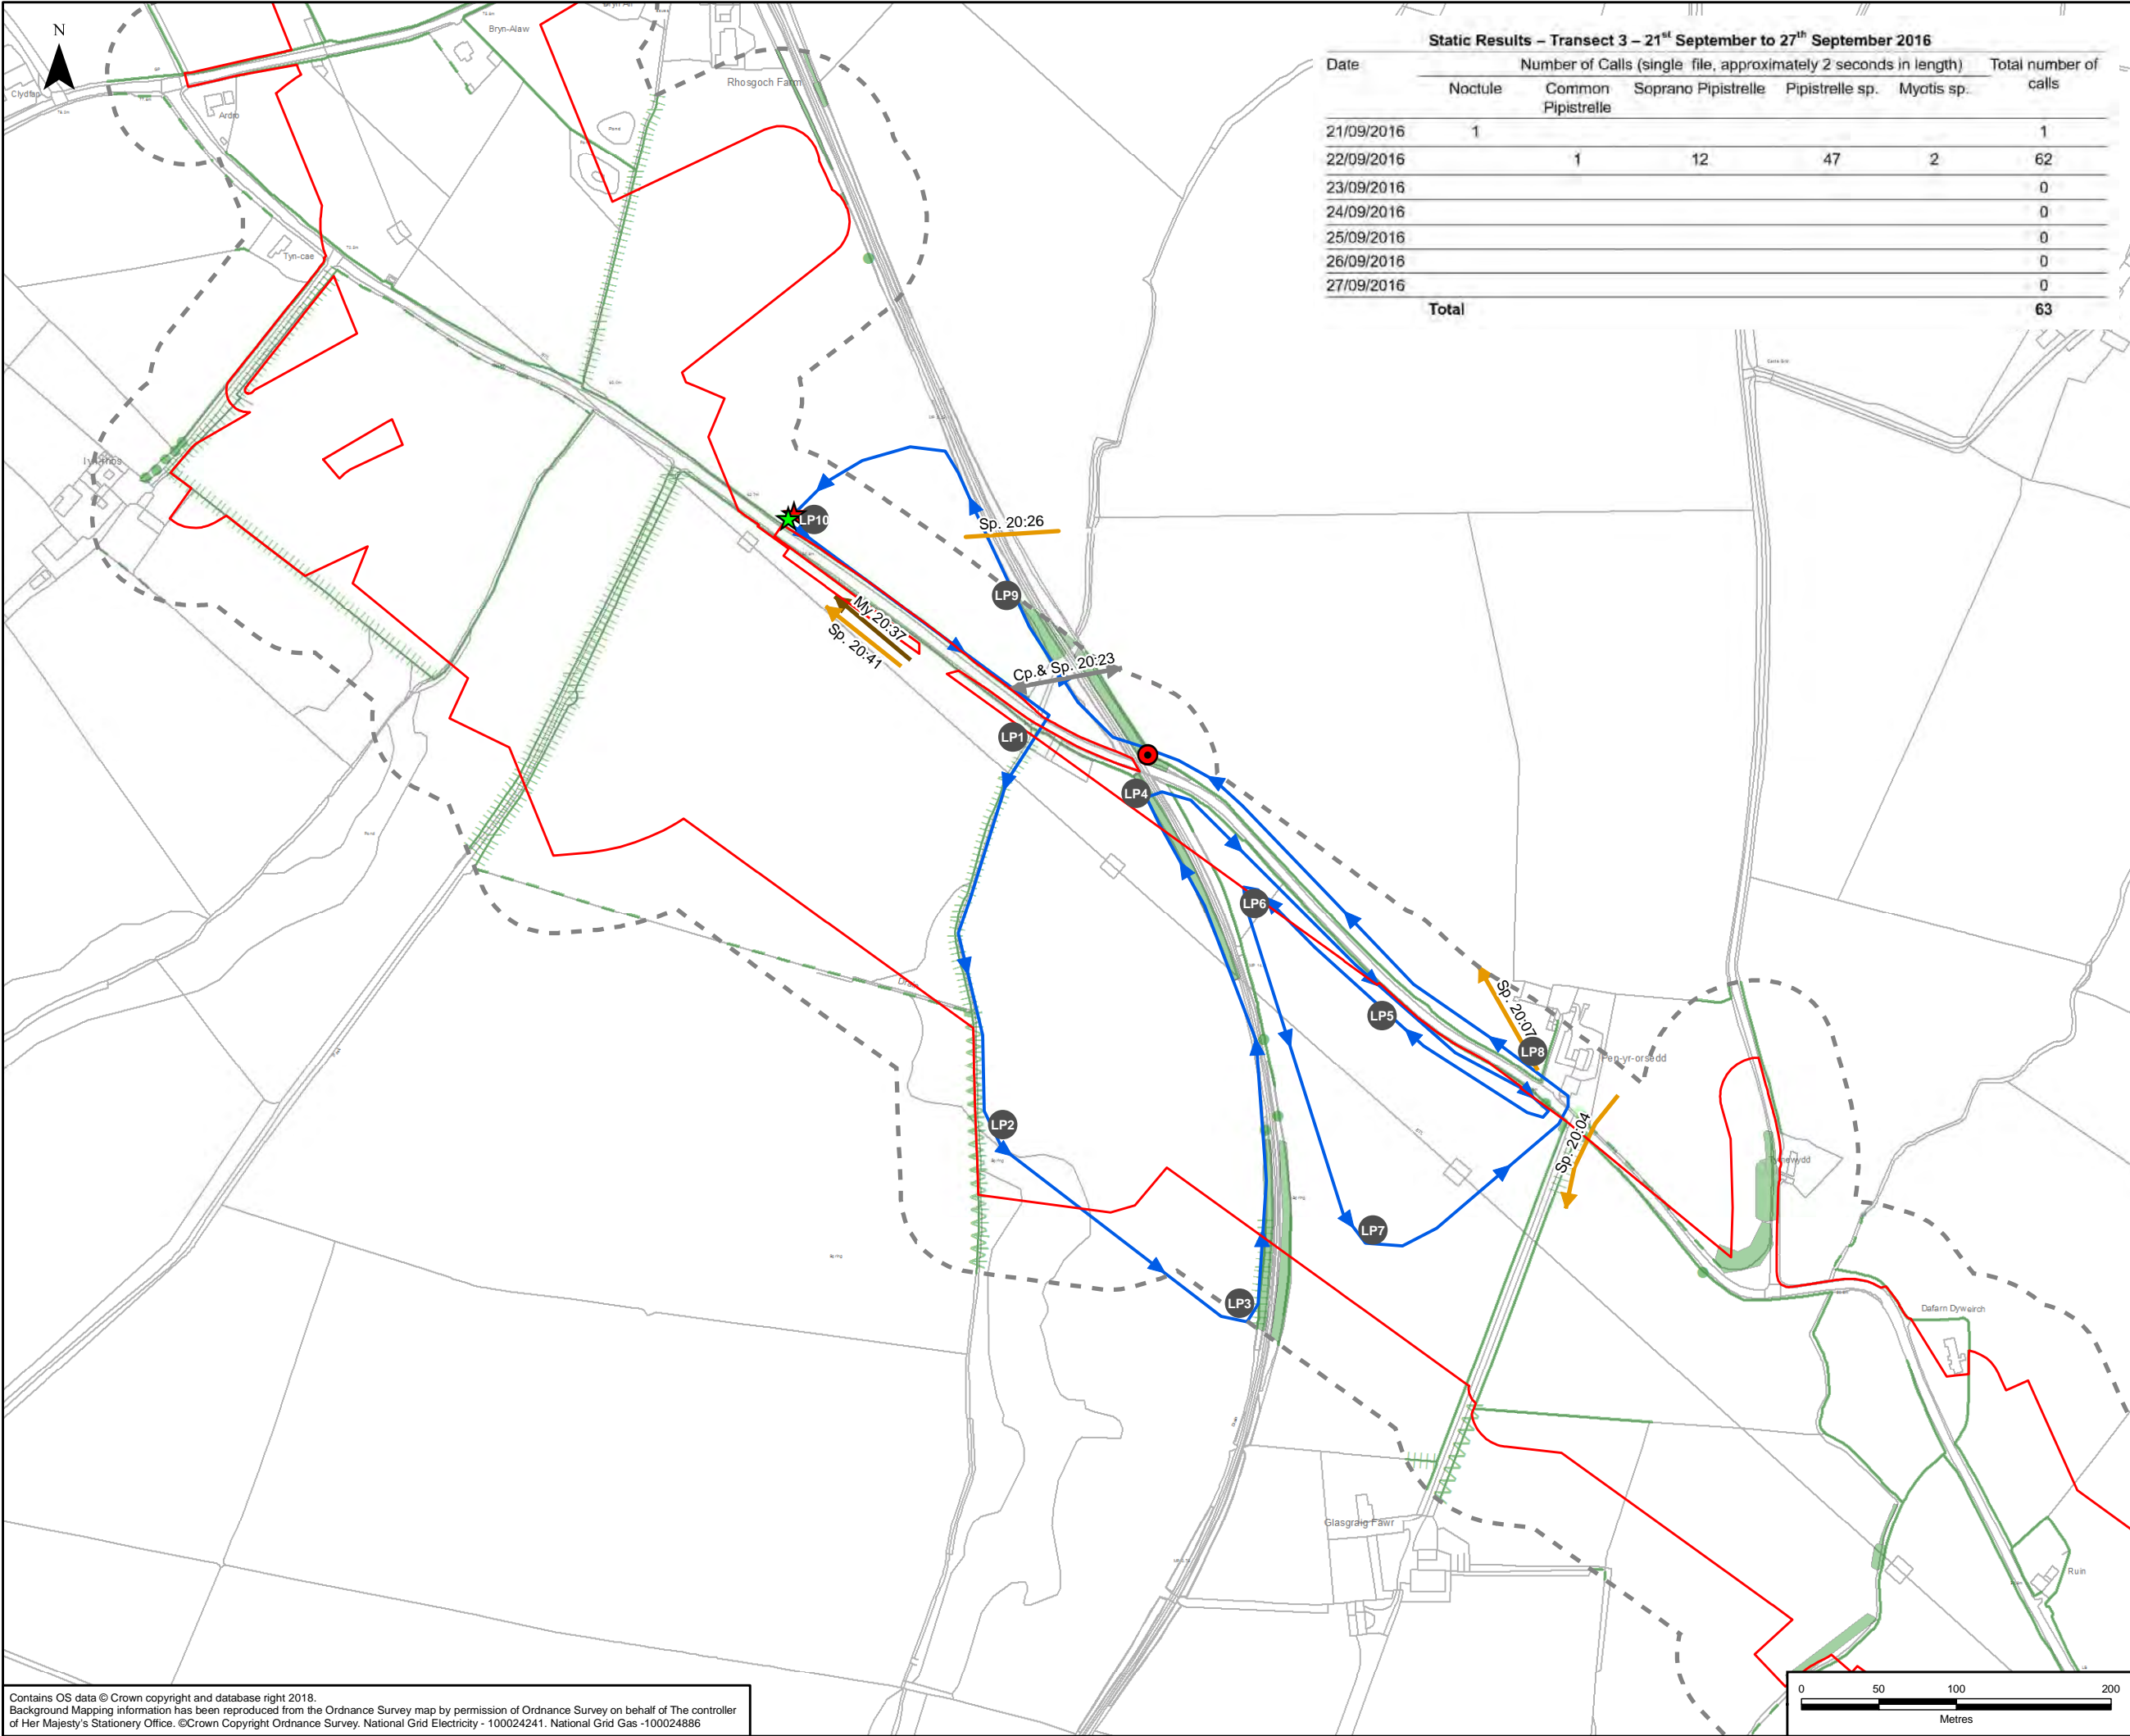 N
Bryn-Alaw
Rhosgoch Farm
Clydfan
Ardro
Pond
Tyn-cae
Static Results – Transect 3 – 21st September to 27th September 2016
Date Number of Calls (single file, approximately 2 seconds in length) Total number of
calls
Noctule Common Soprano Pipistrelle Pipistrelle sp. Myotis sp.
Pipistrelle
21/09/2016 1 1
22/09/2016 1 12 47 2 62
23/09/2016 0
24/09/2016 0
25/09/2016 0
26/09/2016 0
27/09/2016 0
Total 63
LP10
Sp. 20:26
LP9
My 20:37
Sp. 20:41
Cp.& Sp. 20:23
LP1
LP4
LP6
Drain
LP5
Sp. 20:07
LP8
Pen-yr-orsedd
Sp. 20:04
LP2
LP7
LP3
Dafarn Dyweirch
Glasgraig Fawr
Ruin
Contains OS data © Crown copyright and database right 2018.
Background Mapping information has been reproduced from the Ordnance Survey map by permission of Ordnance Survey on behalf of The controller
of Her Majesty's Stationery Office. ©Crown Copyright Ordnance Survey. National Grid Electricity - 100024241. National Grid Gas -100024886
0 50 100 200
Metres